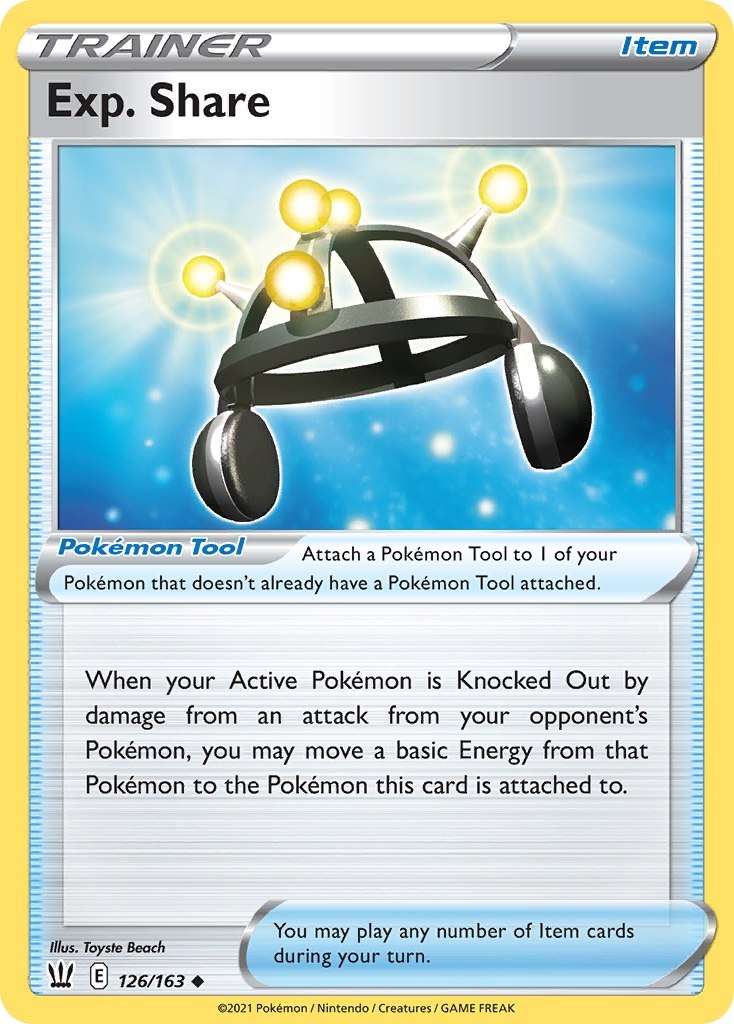 TRAINER
Item
Exp. Share
Pokémon Tool
Attach a Pokémon Tool to 1 of your
Pokémon that doesn't already have a Pokémon Tool attached.
When your Active Pokémon is Knocked Out by
damage from an attack from your opponent's
Pokémon, you may move a basic Energy from that
Pokémon to the Pokémon this card is attached to.
You may play any number of Item cards
during your turn.
Illus. Toyste Beach
E 126/163
©2021 Pokémon / Nintendo / Creatures / GAME FREAK